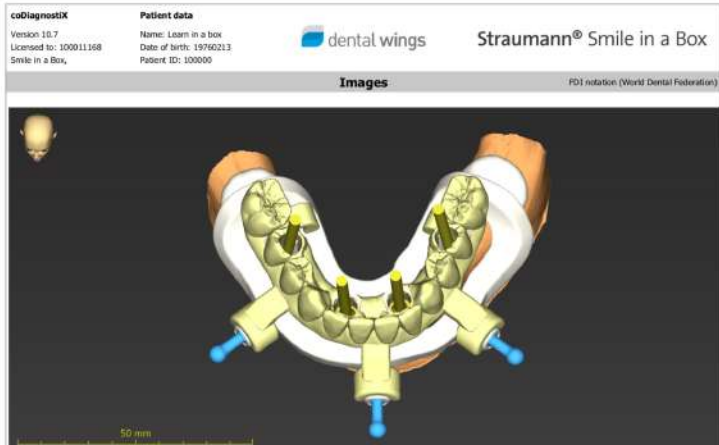 coDiagnostiX
Version 10.7
Licensed to: 100011168
Smile in a Box,
Patient data
Name: Learn in a box
Date of birth: 19760213
Patient ID: 100000
dental wings
Straumann® Smile in a Box
Images
FDI notation (World Dental Federation)
50 mm